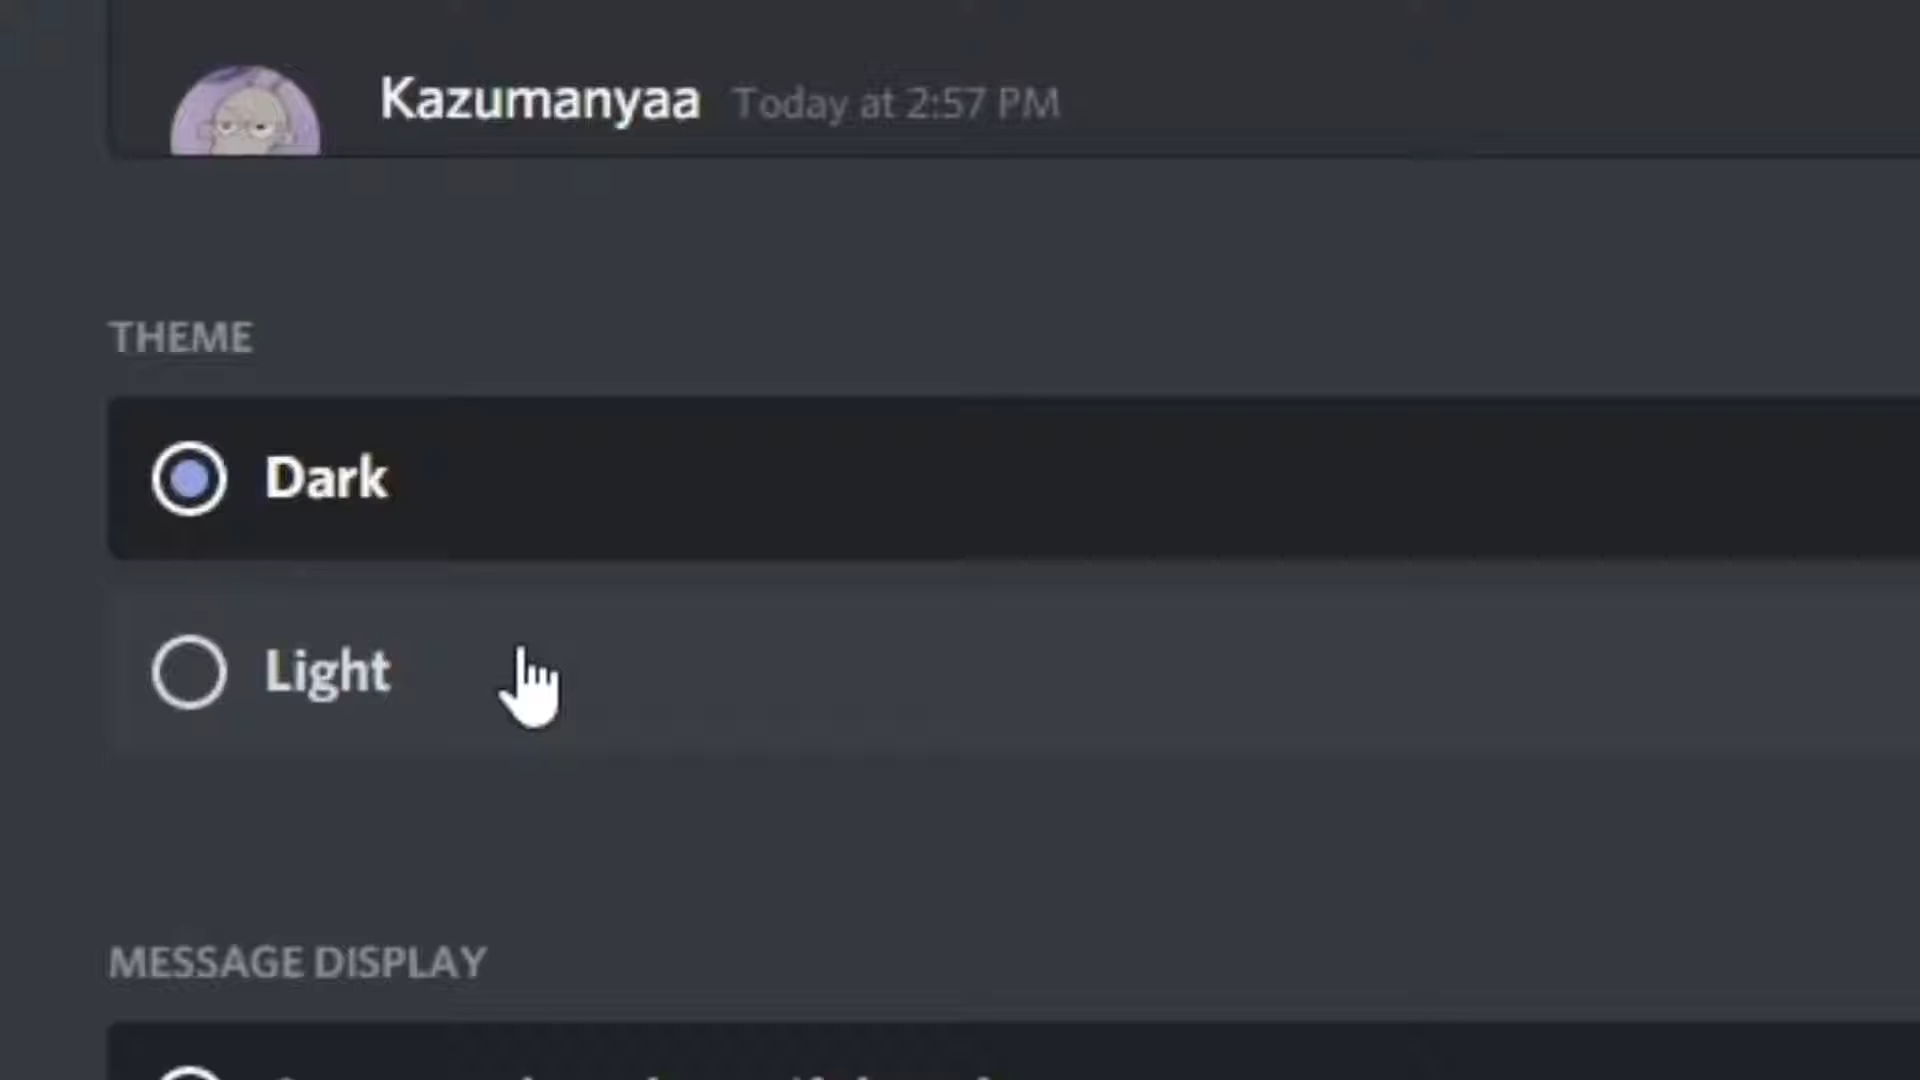 Kazumanyaa Today at 2:57 PM
THEME
Dark
Light
MESSAGE DISPLAY